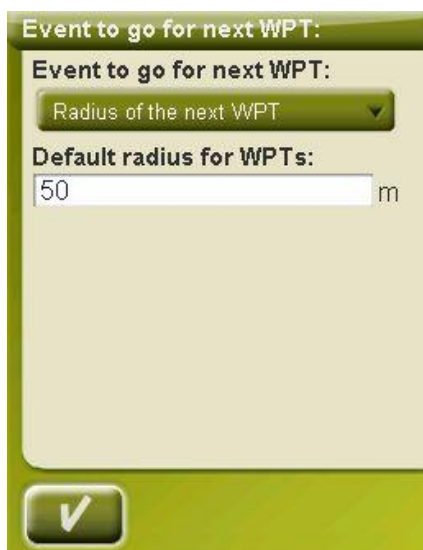 Event to go for next WPT:
Event to go for next WPT:
Radius of the next WPT
Default radius for WPTs:
50 m